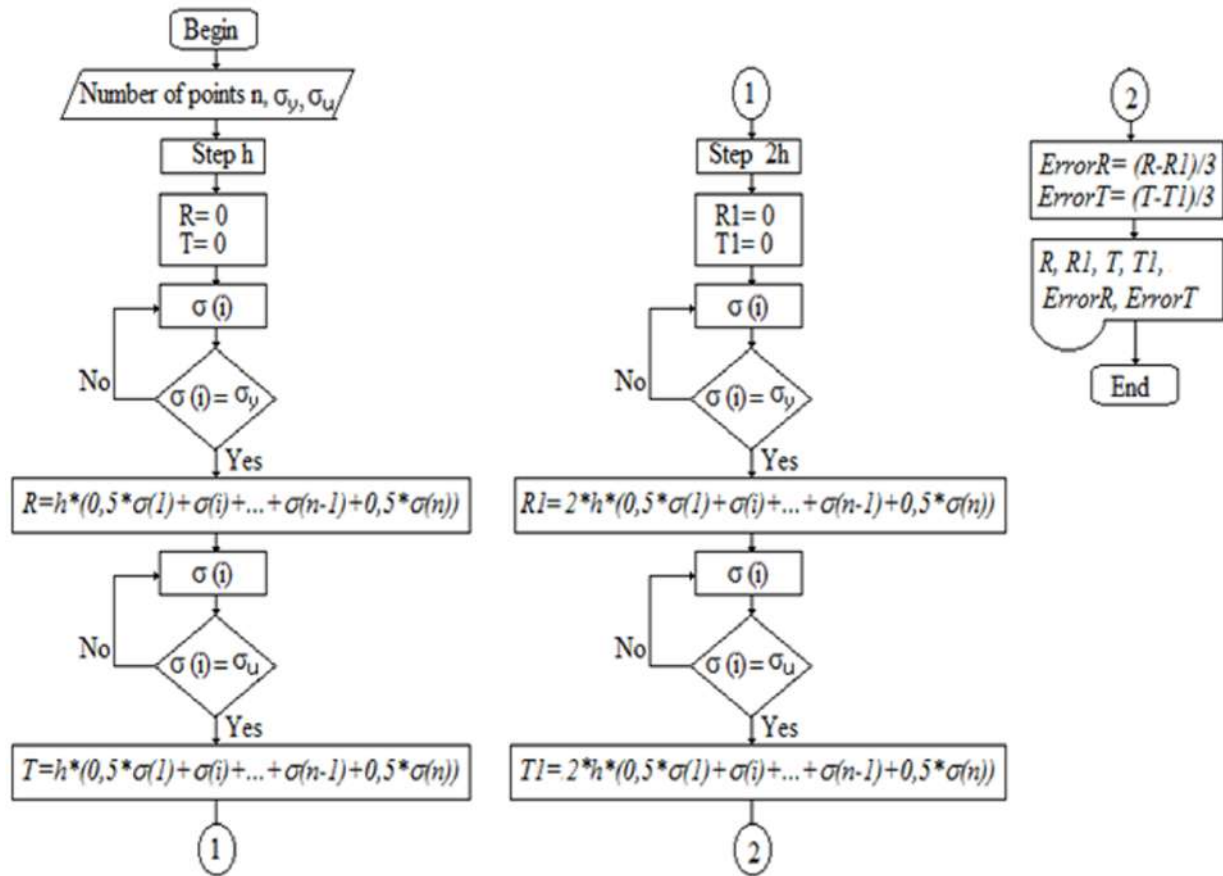 Begin
Number of points n, σy, σu
Step h
R= 0
T= 0
σ (i)
No
σ (i)= σy
Yes
R=h*(0,5*σ(1)+σ(i)+...+σ(n-1)+0,5*σ(n))
σ (i)
No
σ (i)= σu
Yes
T=h*(0,5*σ(1)+σ(i)+...+σ(n-1)+0,5*σ(n))
1
1
Step 2h
R1=0
T1=0
σ (i)
No
σ (i)= σy
Yes
R1=2*h*(0,5*σ(1)+σ(i)+...+σ(n-1)+0,5*σ(n))
σ (i)
No
σ (i)= σu
Yes
T1=2*h*(0,5*σ(1)+σ(i)+...+σ(n-1)+0,5*σ(n))
2
2
ErrorR= (R-R1)/3
ErrorT= (T-T1)/3
R, R1, T, T1,
ErrorR, ErrorT
End